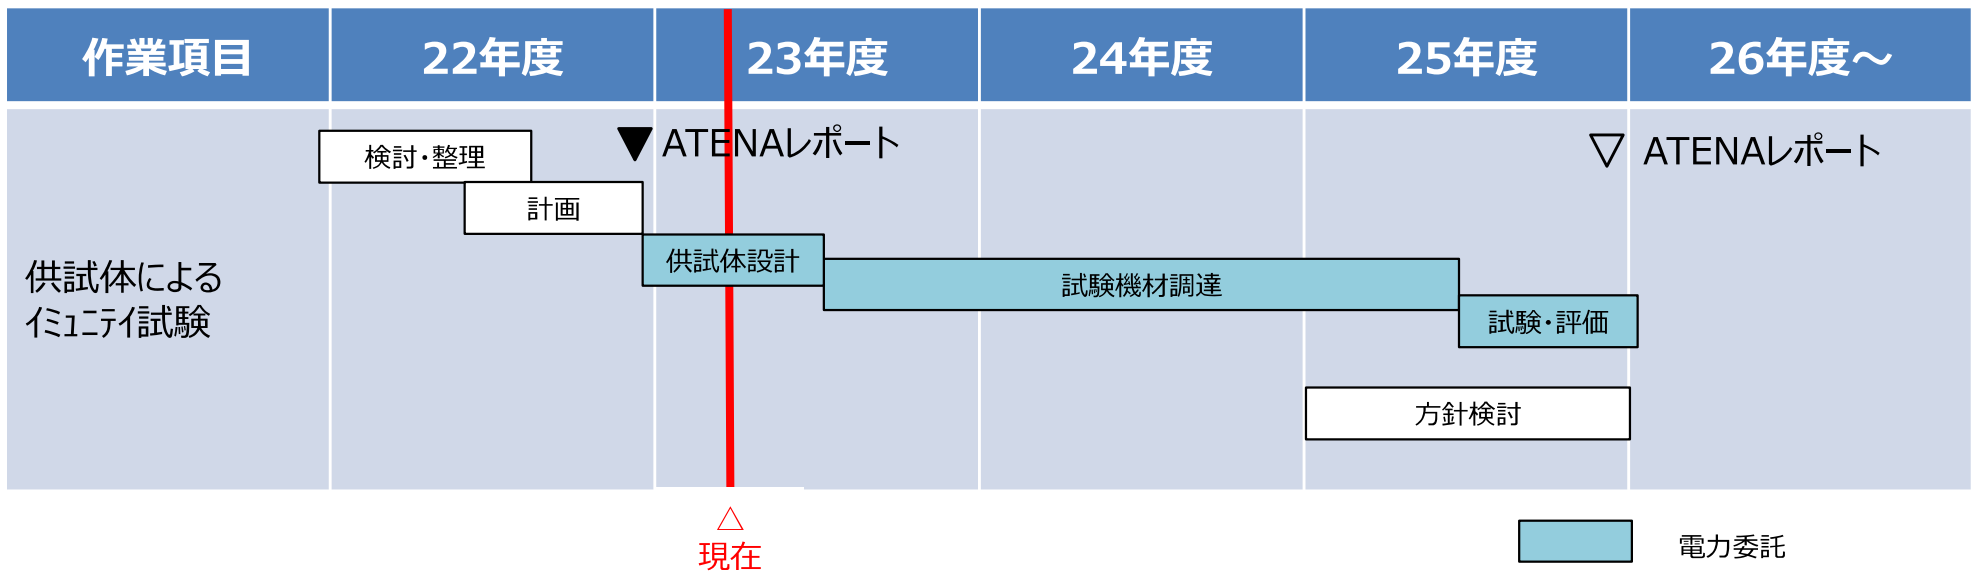 作業項目 22年度 23年度 24年度 25年度 26年度～
▼ ATENAレポート ▽ ATENAレポート
検討・整理
計画
供試体設計
供試体による
ｲﾐｭﾆﾃｲ試験
試験機材調達
試験・評価
方針検討
△
現在
電力委託